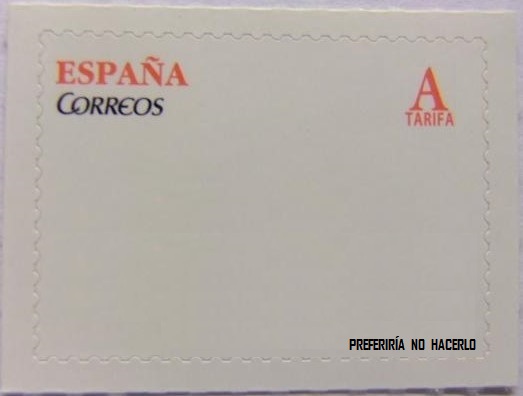 ESPAÑA
CORREOS
A
TARIFA
PREFERIRÍA NO HACERLO